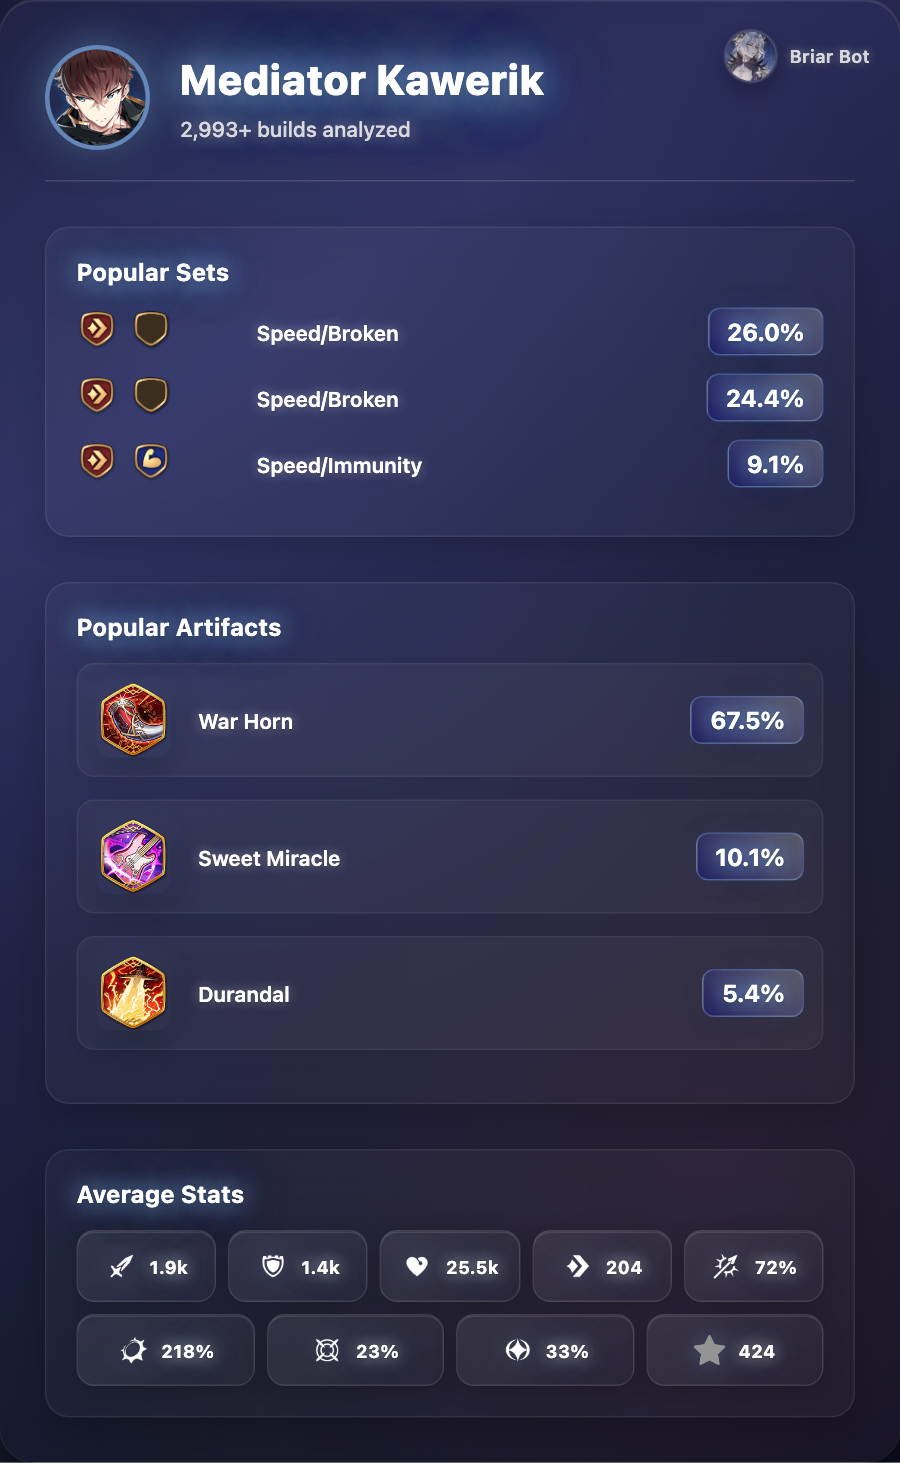 Mediator Kawerik
2,993+ builds analyzed
Briar Bot
Popular Sets
Speed/Broken 26.0%
Speed/Broken 24.4%
Speed/Immunity 9.1%
Popular Artifacts
War Horn 67.5%
Sweet Miracle 10.1%
Durandal 5.4%
Average Stats
1.9k 1.4k 25.5k 204 72%
218% 23% 33% 424